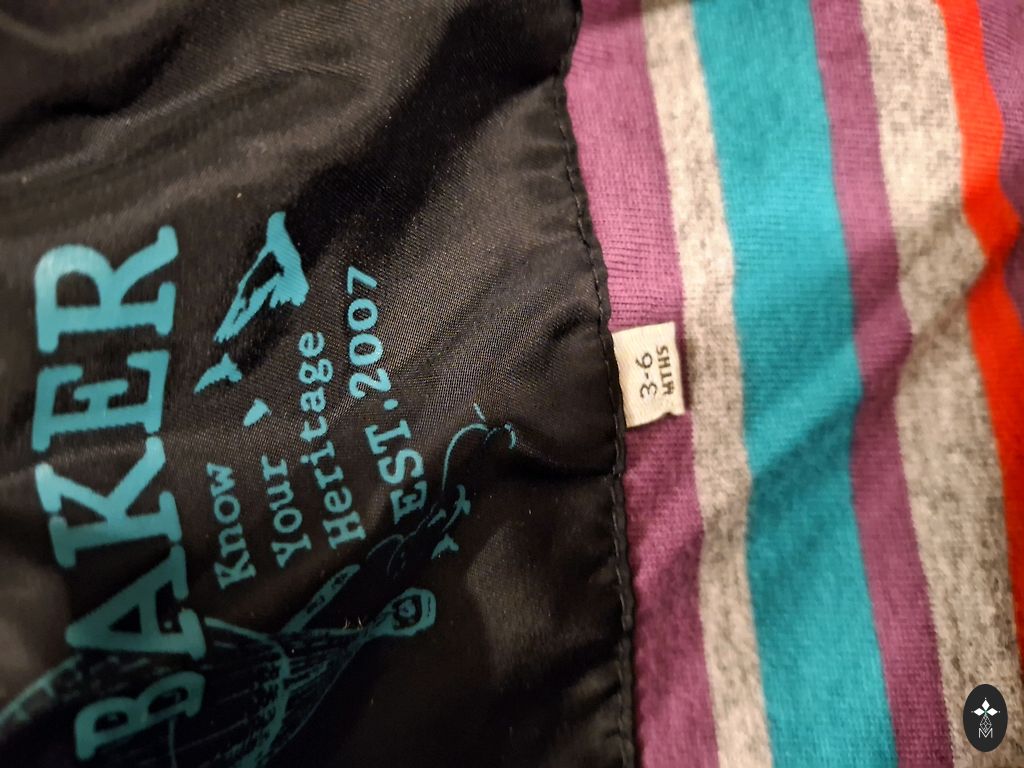 BAKER
Know
Your
Heritage
EST. 2007
3-6
MTHS
M